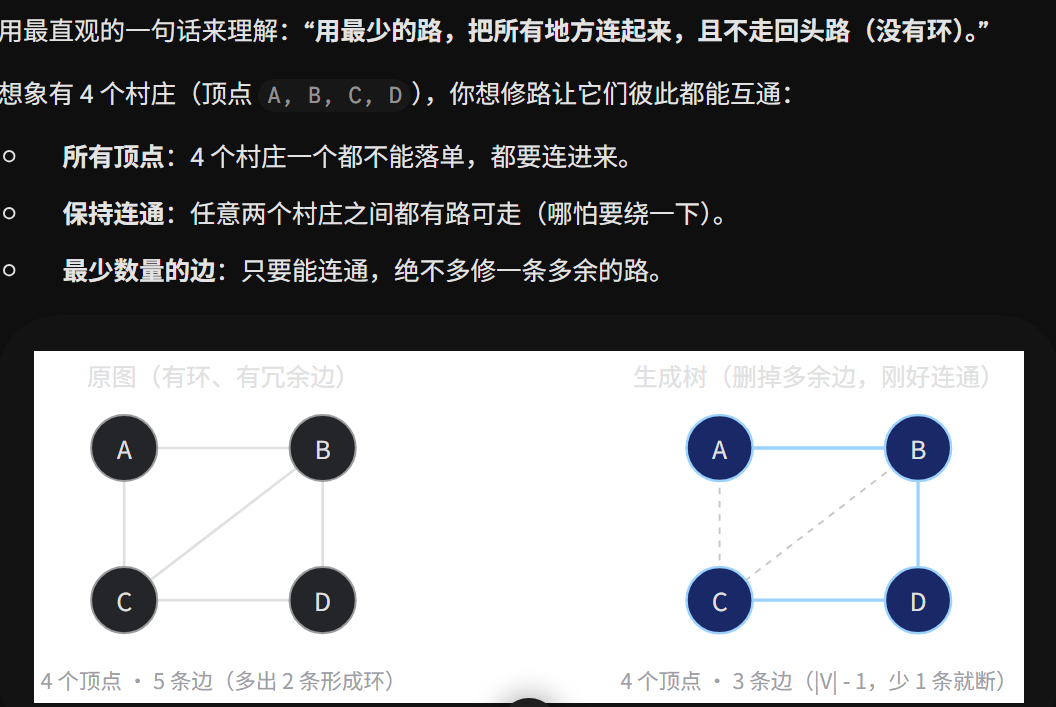 用最直观的一句话来理解：“用最少的路，把所有地方连起来，且不走回头路（没有环）。”
想象有 4 个村庄（顶点 A, B, C, D），你想修路让它们彼此都能互通：
所有顶点：4 个村庄一个都不能落单，都要连进来。
保持连通：任意两个村庄之间都有路可走（哪怕要绕一下）。
最少数量的边：只要能连通，绝不多修一条多余的路。
原图（有环、有冗余边）
生成树（删掉多余边，刚好连通）
A
B
A
B
C
D
C
D
4 个顶点 · 5 条边（多出 2 条形成环）
4 个顶点 · 3 条边（|V| - 1，少 1 条就断）